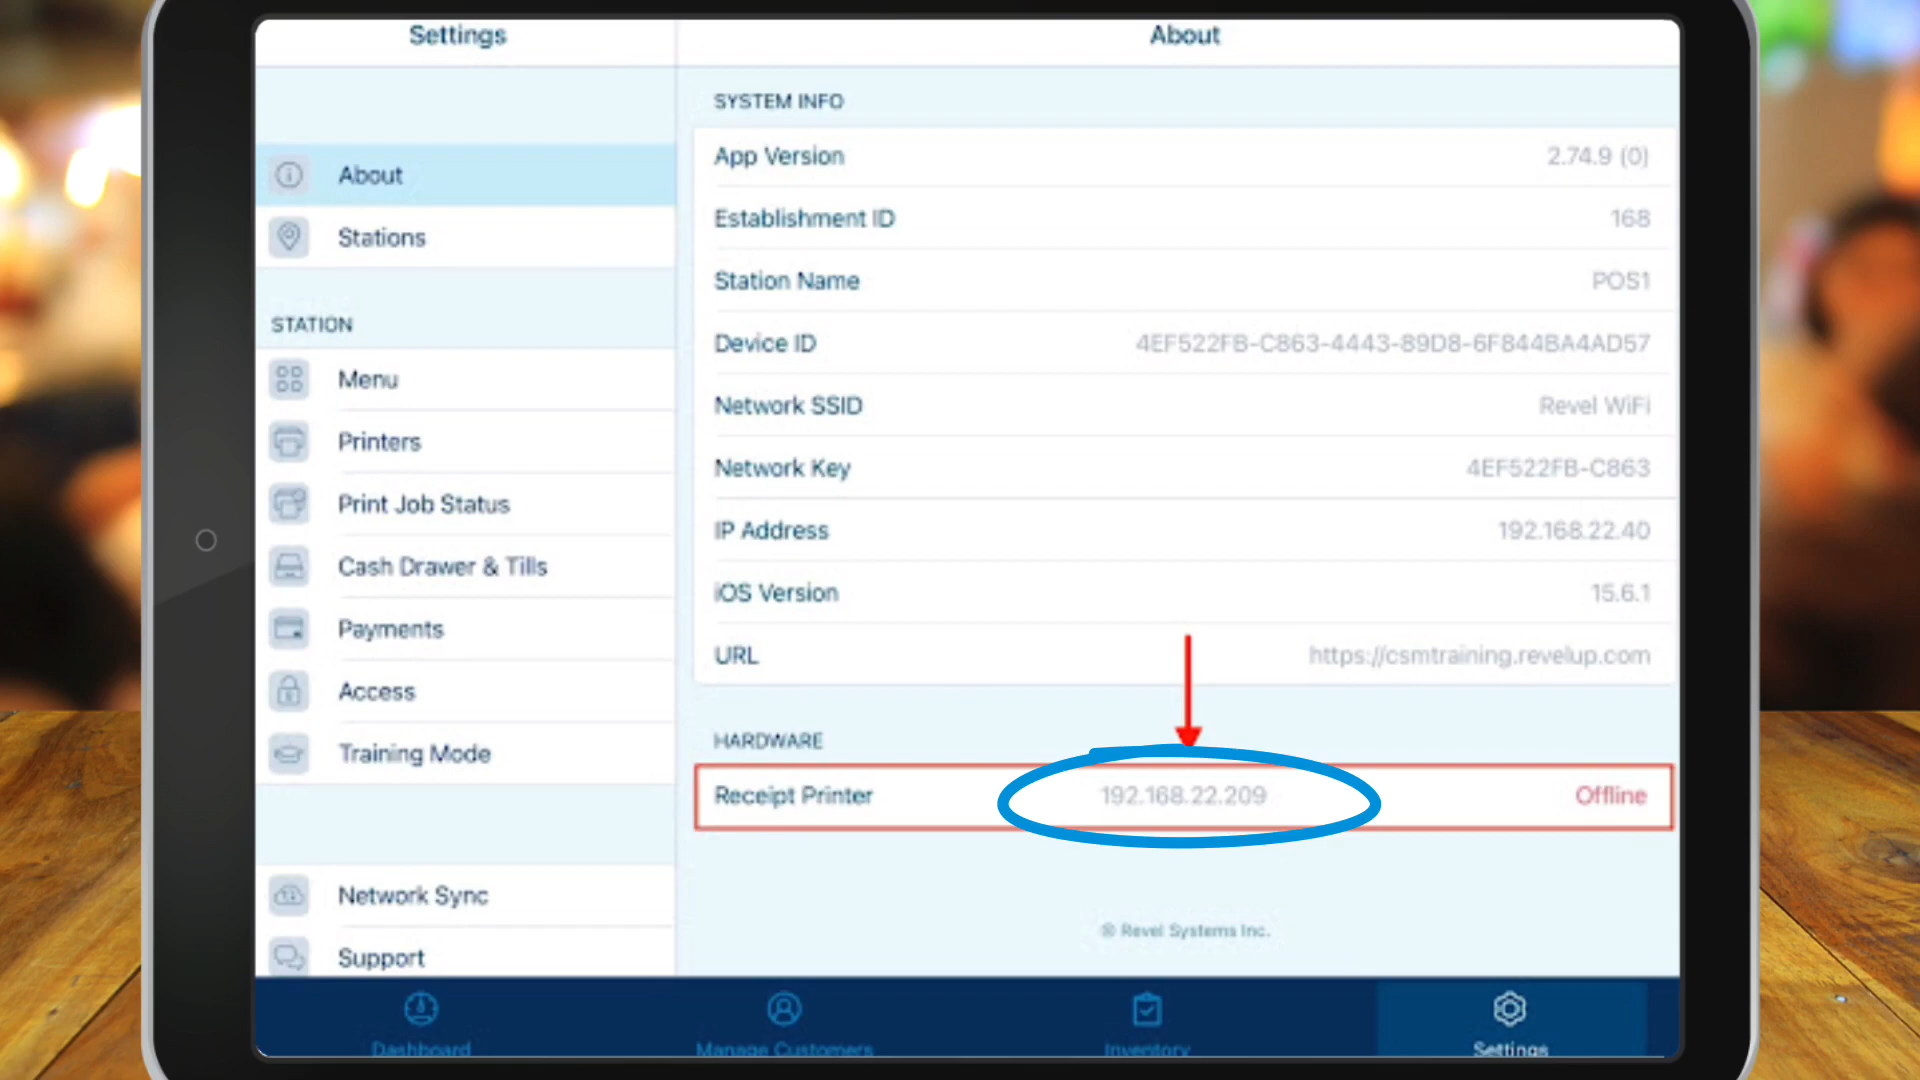 Settings
About
About
Stations
STATION
Menu
Printers
Print Job Status
Cash Drawer & Tills
Payments
Access
Training Mode
Network Sync
Support
SYSTEM INFO
App Version 2.74.9 (0)
Establishment ID 168
Station Name POS1
Device ID 4EF522FB-C863-4443-89D8-6F844BA4AD57
Network SSID Revel WiFi
Network Key 4EF522FB-C863
IP Address 192.168.22.40
iOS Version 15.6.1
URL https://csmtraining.revelup.com
HARDWARE
Receipt Printer 192.168.22.209 Offline
® Revel Systems Inc.
Dashboard
Manage Customers
Inventory
Settings